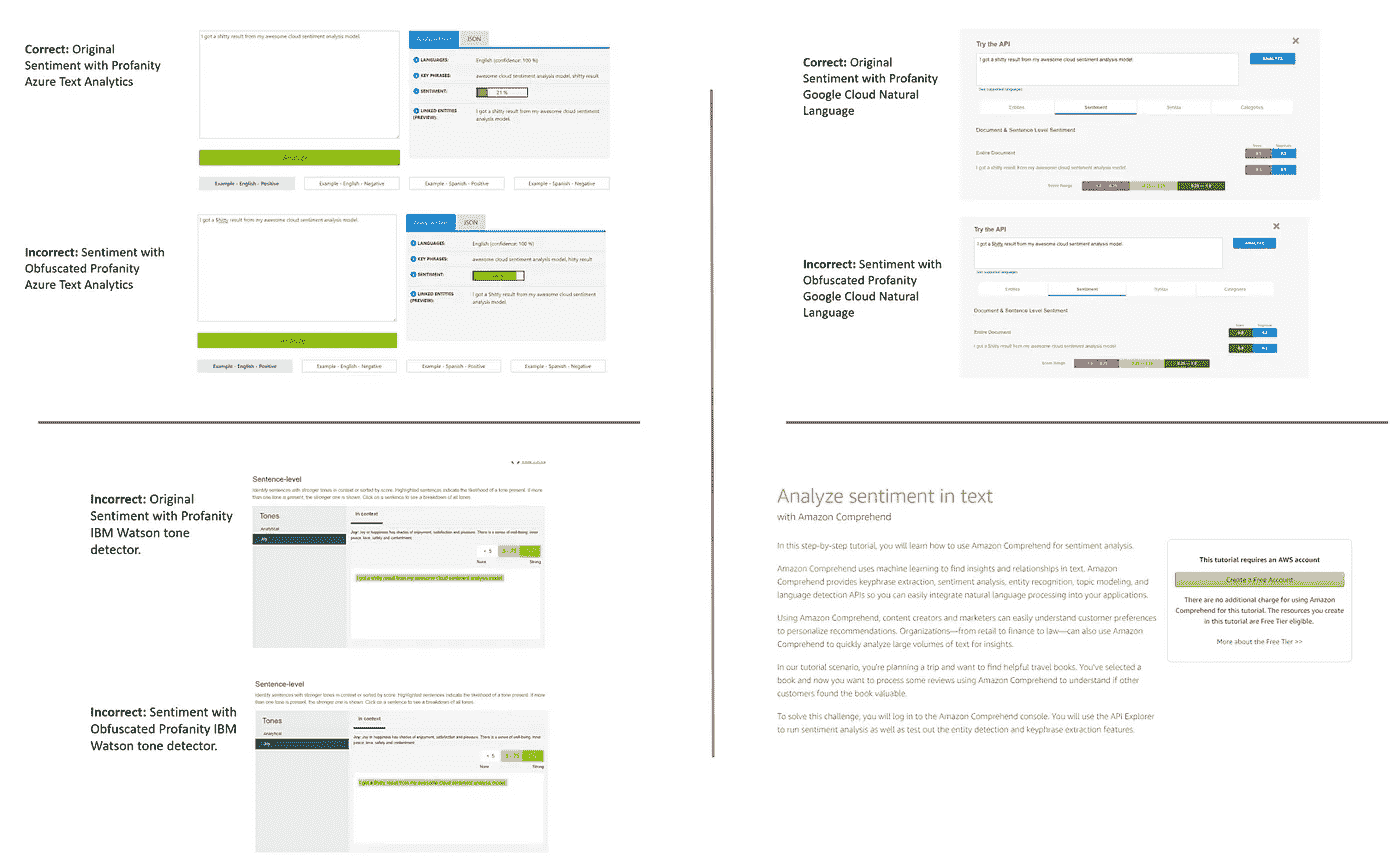 Correct: Original
Sentiment with Profanity
Azure Text Analytics
I got a shitty result from my awesome cloud sentiment analysis model.
JSON
LANGUAGES: English (confidence: 100 %)
KEY PHRASES: awesome cloud sentiment analysis model, shitty result
SENTIMENT: 21 %
LINKED ENTITIES
(PREVIEW):
I got a shitty result from my awesome cloud sentiment
analysis model.
Analyze
Example - English - Positive
Example - English - Negative
Example - Spanish - Positive
Example - Spanish - Negative
Incorrect: Sentiment with
Obfuscated Profanity
Azure Text Analytics
I got a result from my awesome cloud sentiment analysis model.
JSON
LANGUAGES: English (confidence: 100 %)
KEY PHRASES: awesome cloud sentiment analysis model, result
SENTIMENT:
LINKED ENTITIES
(PREVIEW):
I got a result from my awesome cloud sentiment
analysis model.
Example - English - Positive
Example - English - Negative
Example - Spanish - Positive
Example - Spanish - Negative
Correct: Original
Sentiment with Profanity
Google Cloud Natural
Language
Try the API
I got a shitty result from my awesome cloud sentiment analysis model.
ANALYZE
See supported languages
Entities
Sentiment
Syntax
Categories
Document & Sentence Level Sentiment
Entire Document
I got a shitty result from my awesome cloud sentiment analysis model.
Score Range
Incorrect: Sentiment with
Obfuscated Profanity
Google Cloud Natural
Language
Try the API
I got a result from my awesome cloud sentiment analysis model.
ANALYZE
See supported languages
Entities
Sentiment
Syntax
Categories
Document & Sentence Level Sentiment
Entire Document
I got a result from my awesome cloud sentiment analysis model.
Score Range
Incorrect: Original
Sentiment with Profanity
IBM Watson tone
detector.
Sentence-level
Identify sentences with stronger tones in context or sorted by score. Highlighted sentences indicate the likelihood of a tone present. If more
than one tone is present, the stronger one is shown. Click on a sentence to see a breakdown of all tones.
Tones
Analytical
Joy
In context
Joy: Joy or happiness has shades of enjoyment, satisfaction and pleasure. There is a sense of well-being, inner
peace, love, safety and contentment.
< .5
.5 - .75
None
Strong
I got a shitty result from my awesome cloud sentiment analysis model.
Incorrect: Sentiment with
Obfuscated Profanity IBM
Watson tone detector.
Sentence-level
Identify sentences with stronger tones in context or sorted by score. Highlighted sentences indicate the likelihood of a tone present. If more
than one tone is present, the stronger one is shown. Click on a sentence to see a breakdown of all tones.
Tones
Analytical
Joy
In context
Joy: Joy or happiness has shades of enjoyment, satisfaction and pleasure. There is a sense of well-being, inner
peace, love, safety and contentment.
< .5
.5 - .75
None
Strong
I got a result from my awesome cloud sentiment analysis model.
Analyze sentiment in text
with Amazon Comprehend
In this step-by-step tutorial, you will learn how to use Amazon Comprehend for sentiment analysis.
Amazon Comprehend uses machine learning to find insights and relationships in text. Amazon
Comprehend provides keyphrase extraction, sentiment analysis, entity recognition, topic modeling, and
language detection APIs so you can easily integrate natural language processing into your applications.
Using Amazon Comprehend, content creators and marketers can easily understand customer preferences
to personalize recommendations. Organizations—from retail to finance to law—can also use Amazon
Comprehend to quickly analyze large volumes of text for insights.
In our tutorial scenario, you're planning a trip and want to find helpful travel books. You've selected a
book and now you want to process some reviews using Amazon Comprehend to understand if other
customers found the book valuable.
To solve this challenge, you will log in to the Amazon Comprehend console. You will use the API Explorer
to run sentiment analysis as well as test out the entity detection and keyphrase extraction features.
This tutorial requires an AWS account
Create a Free Account
There are no additional charge for using Amazon
Comprehend for this tutorial. The resources you create
in this tutorial are Free Tier eligible.
More about the Free Tier >>